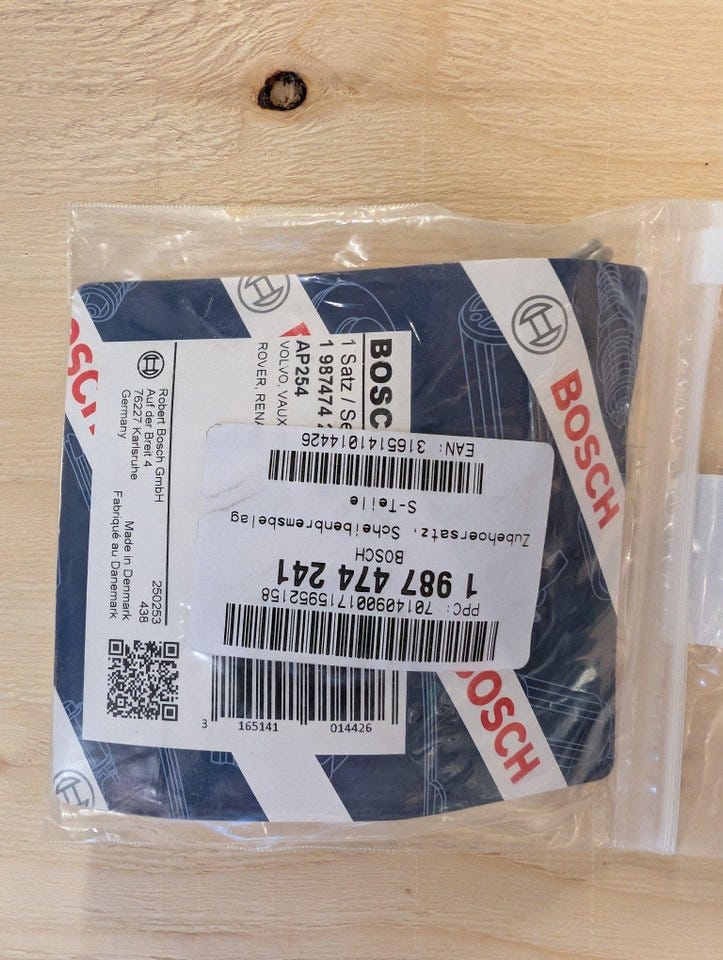 BOSCH
BOSCH
1 Satz / Se
1 987474 2
AP254
VOLVO, VAUX
ROVER, RENA
Robert Bosch GmbH
Auf der Breit 4
76227 Karlsruhe
Germany
250253
438
Made in Denmark
Fabriqué au Danemark
3 165141 014426
PPC: 7014090017159952158
1 987 474 241
BOSCH
Zubehoersatz, Scheibenbremsbelag
S-Teile
EAN: 3165141014426
BOSCH
BOSCH